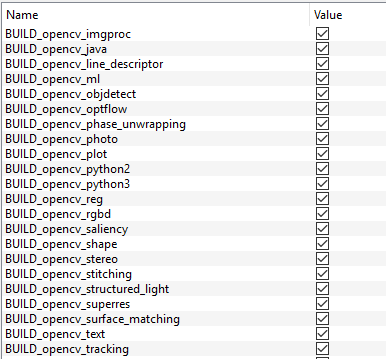 Name Value
BUILD_opencv_imgproc
BUILD_opencv_java
BUILD_opencv_line_descriptor
BUILD_opencv_ml
BUILD_opencv_objdetect
BUILD_opencv_optflow
BUILD_opencv_phase_unwrapping
BUILD_opencv_photo
BUILD_opencv_plot
BUILD_opencv_python2
BUILD_opencv_python3
BUILD_opencv_reg
BUILD_opencv_rgbd
BUILD_opencv_saliency
BUILD_opencv_shape
BUILD_opencv_stereo
BUILD_opencv_stitching
BUILD_opencv_structured_light
BUILD_opencv_superres
BUILD_opencv_surface_matching
BUILD_opencv_text
BUILD_opencv_tracking